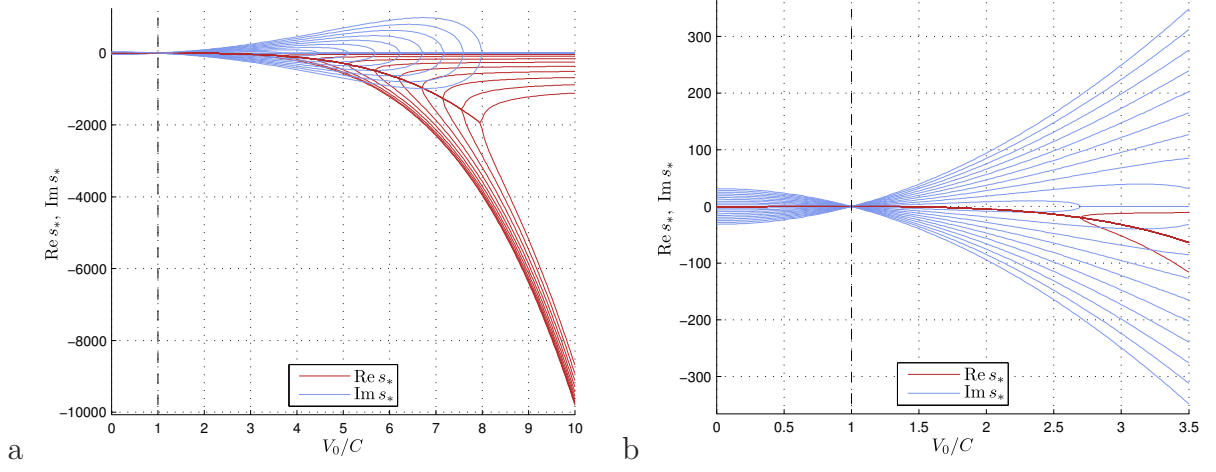 0
−2000
−4000
−6000
−8000
−10000
Re s*, Im s*
0 1 2 3 4 5 6 7 8 9 10
V₀/C
Re s*
Im s*
a
300
200
100
0
−100
−200
−300
Re s*, Im s*
0 0.5 1 1.5 2 2.5 3 3.5
V₀/C
Re s*
Im s*
b